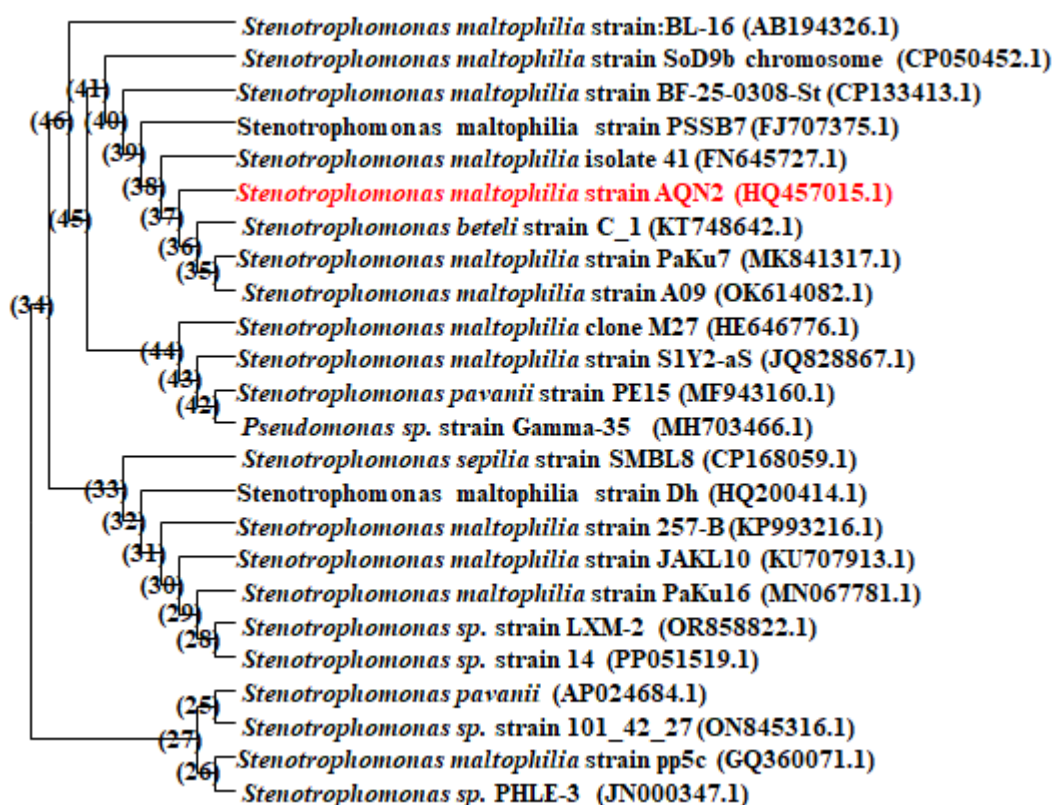 Stenotrophomonas maltophilia strain:BL-16 (AB194326.1)
Stenotrophomonas maltophilia strain SoD9b chromosome (CP050452.1)
(41)
Stenotrophomonas maltophilia strain BF-25-0308-St (CP133413.1)
(46) (40) Stenotrophomonas maltophilia strain PSSB7 (FJ707375.1)
(39) Stenotrophomonas maltophilia isolate 41 (FN645727.1)
(38) Stenotrophomonas maltophilia strain AQN2 (HQ457015.1)
(45) (37) Stenotrophomonas beteli strain C_1 (KT748642.1)
(36) Stenotrophomonas maltophilia strain PaKu7 (MK841317.1)
(35)
Stenotrophomonas maltophilia strain A09 (OK614082.1)
(34)
Stenotrophomonas maltophilia clone M27 (HE646776.1)
(44) Stenotrophomonas maltophilia strain S1Y2-aS (JQ828867.1)
(43) Stenotrophomonas pavanii strain PE15 (MF943160.1)
(42)
Pseudomonas sp. strain Gamma-35 (MH703466.1)
Stenotrophomonas sepilia strain SMBL8 (CP168059.1)
(33) Stenotrophomonas maltophilia strain Dh (HQ200414.1)
(32) Stenotrophomonas maltophilia strain 257-B (KP993216.1)
(31) Stenotrophomonas maltophilia strain JAKL10 (KU707913.1)
(30) Stenotrophomonas maltophilia strain PaKu16 (MN067781.1)
(29)
Stenotrophomonas sp. strain LXM-2 (OR858822.1)
(28)
Stenotrophomonas sp. strain 14 (PP051519.1)
Stenotrophomonas pavanii (AP024684.1)
(25)
Stenotrophomonas sp. strain 101_42_27 (ON845316.1)
(27)
Stenotrophomonas maltophilia strain pp5c (GQ360071.1)
(26)
Stenotrophomonas sp. PHLE-3 (JN000347.1)